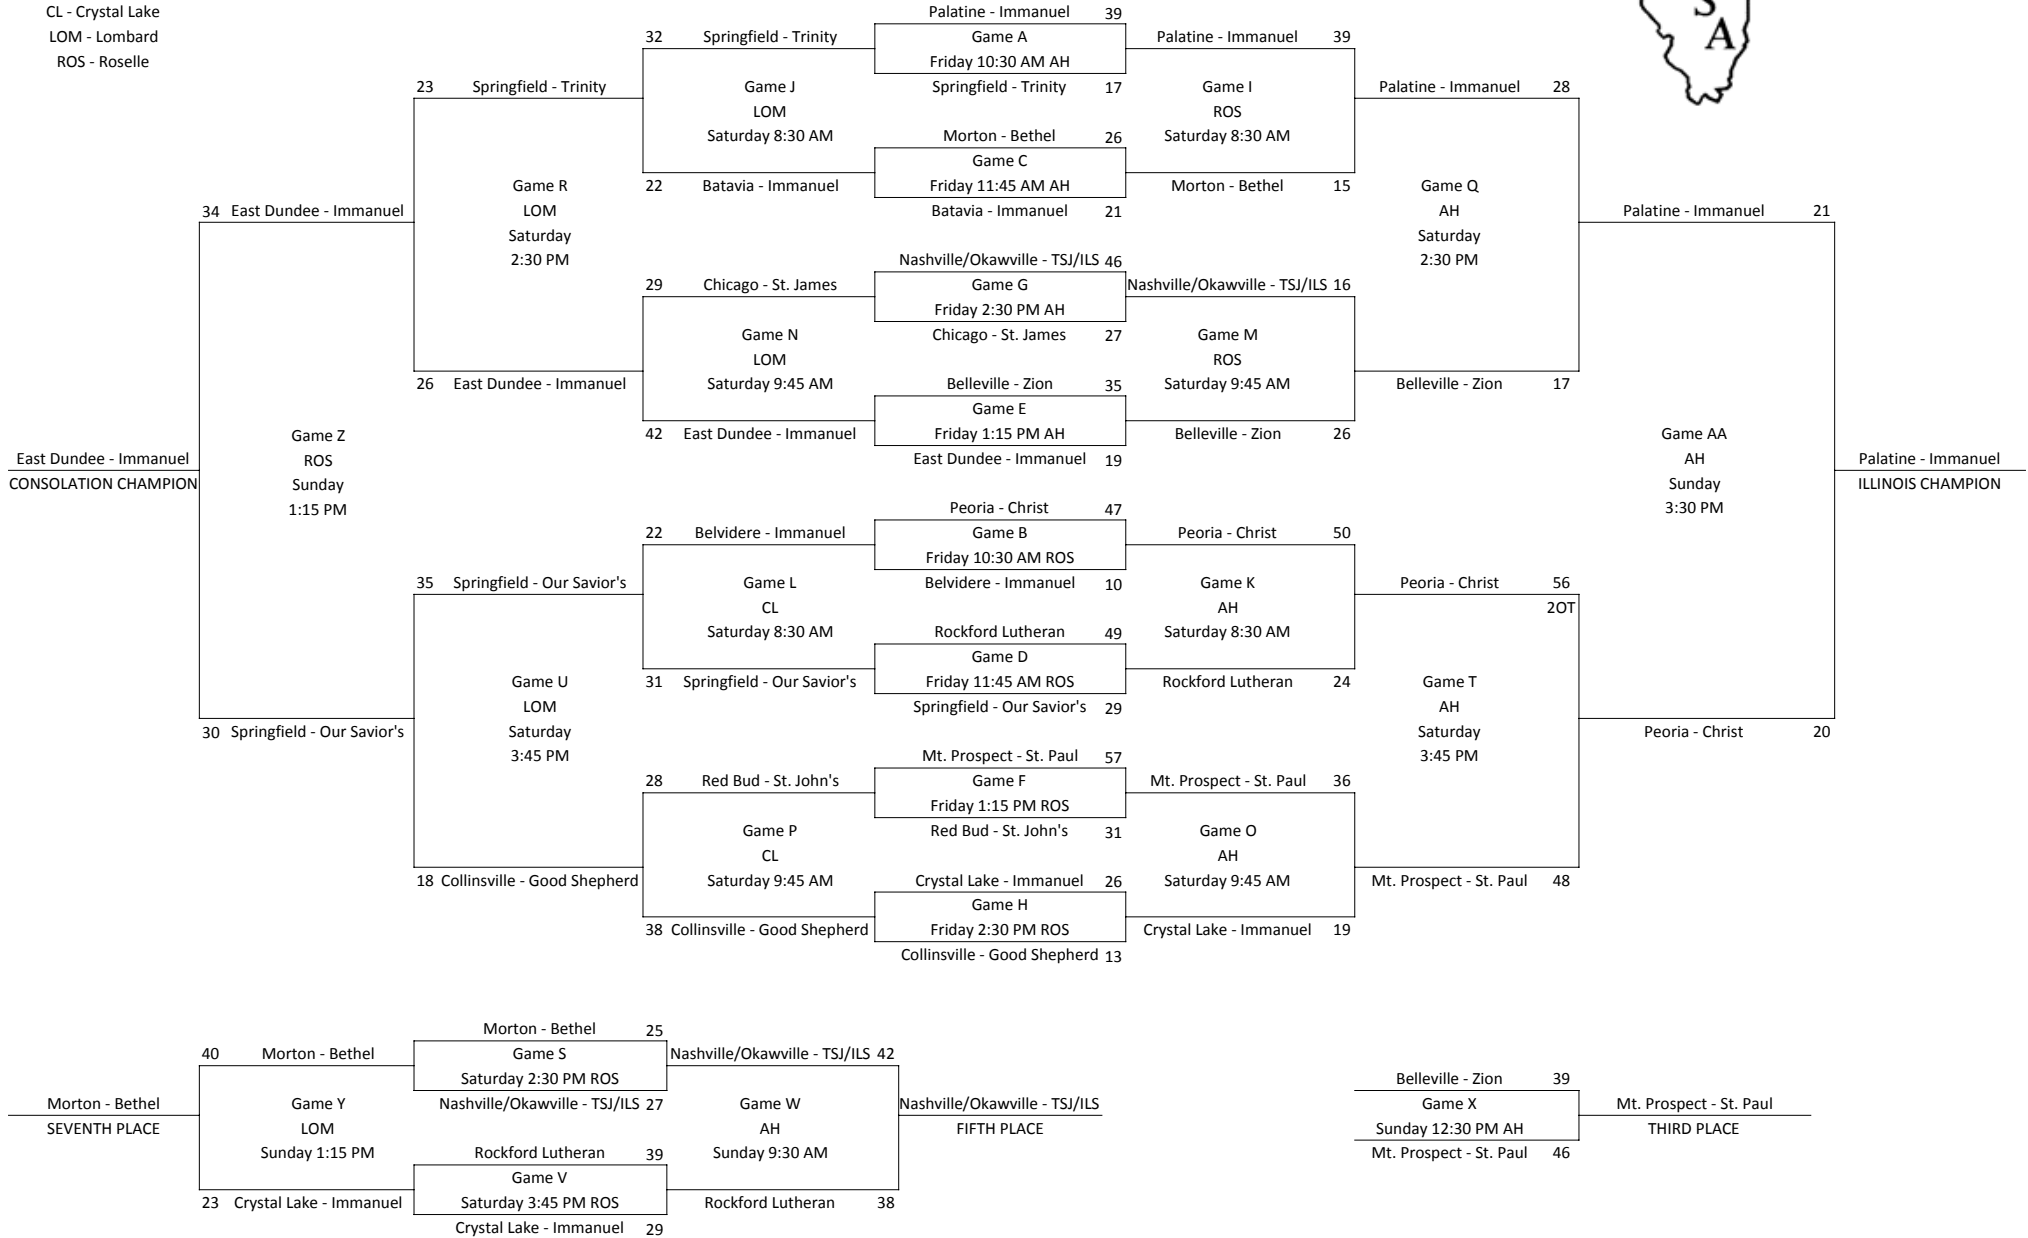 CL - Crystal Lake
LOM - Lombard
ROS - Roselle
S
A
Palatine - Immanuel 39
Game A
Friday 10:30 AM AH
Springfield - Trinity 17
Morton - Bethel 26
Game C
Friday 11:45 AM AH
Batavia - Immanuel 21
Nashville/Okawville - TSJ/ILS 46
Game G
Friday 2:30 PM AH
Chicago - St. James 27
Belleville - Zion 35
Game E
Friday 1:15 PM AH
East Dundee - Immanuel 19
Peoria - Christ 47
Game B
Friday 10:30 AM ROS
Belvidere - Immanuel 10
Rockford Lutheran 49
Game D
Friday 11:45 AM ROS
Springfield - Our Savior's 29
Mt. Prospect - St. Paul 57
Game F
Friday 1:15 PM ROS
Red Bud - St. John's 31
Crystal Lake - Immanuel 26
Game H
Friday 2:30 PM ROS
Collinsville - Good Shepherd 13
32 Springfield - Trinity
Game J
LOM
Saturday 8:30 AM
22 Batavia - Immanuel
29 Chicago - St. James
Game N
LOM
Saturday 9:45 AM
42 East Dundee - Immanuel
22 Belvidere - Immanuel
Game L
CL
Saturday 8:30 AM
31 Springfield - Our Savior's
28 Red Bud - St. John's
Game P
CL
Saturday 9:45 AM
38 Collinsville - Good Shepherd
23 Springfield - Trinity
Game R
LOM
Saturday
2:30 PM
26 East Dundee - Immanuel
35 Springfield - Our Savior's
Game U
LOM
Saturday
3:45 PM
18 Collinsville - Good Shepherd
34 East Dundee - Immanuel
Game Z
ROS
Sunday
1:15 PM
30 Springfield - Our Savior's
East Dundee - Immanuel
CONSOLATION CHAMPION
Palatine - Immanuel 39
Game I
ROS
Saturday 8:30 AM
Morton - Bethel 15
Nashville/Okawville - TSJ/ILS 16
Game M
ROS
Saturday 9:45 AM
Belleville - Zion 26
Peoria - Christ 50
Game K
AH
Saturday 8:30 AM
Rockford Lutheran 24
Mt. Prospect - St. Paul 36
Game O
AH
Saturday 9:45 AM
Crystal Lake - Immanuel 19
Palatine - Immanuel 28
Game Q
AH
Saturday
2:30 PM
Belleville - Zion 17
Peoria - Christ 56
2OT
Game T
AH
Saturday
3:45 PM
Mt. Prospect - St. Paul 48
Palatine - Immanuel 21
Game AA
AH
Sunday
3:30 PM
Peoria - Christ 20
Palatine - Immanuel
ILLINOIS CHAMPION
Morton - Bethel 25
Game S
Saturday 2:30 PM ROS
Nashville/Okawville - TSJ/ILS 27
Rockford Lutheran 39
Game V
Saturday 3:45 PM ROS
Crystal Lake - Immanuel 29
40 Morton - Bethel
Game Y
LOM
Sunday 1:15 PM
23 Crystal Lake - Immanuel
Morton - Bethel
SEVENTH PLACE
Nashville/Okawville - TSJ/ILS 42
Game W
AH
Sunday 9:30 AM
Rockford Lutheran 38
Nashville/Okawville - TSJ/ILS
FIFTH PLACE
Belleville - Zion 39
Game X
Sunday 12:30 PM AH
Mt. Prospect - St. Paul 46
Mt. Prospect - St. Paul
THIRD PLACE